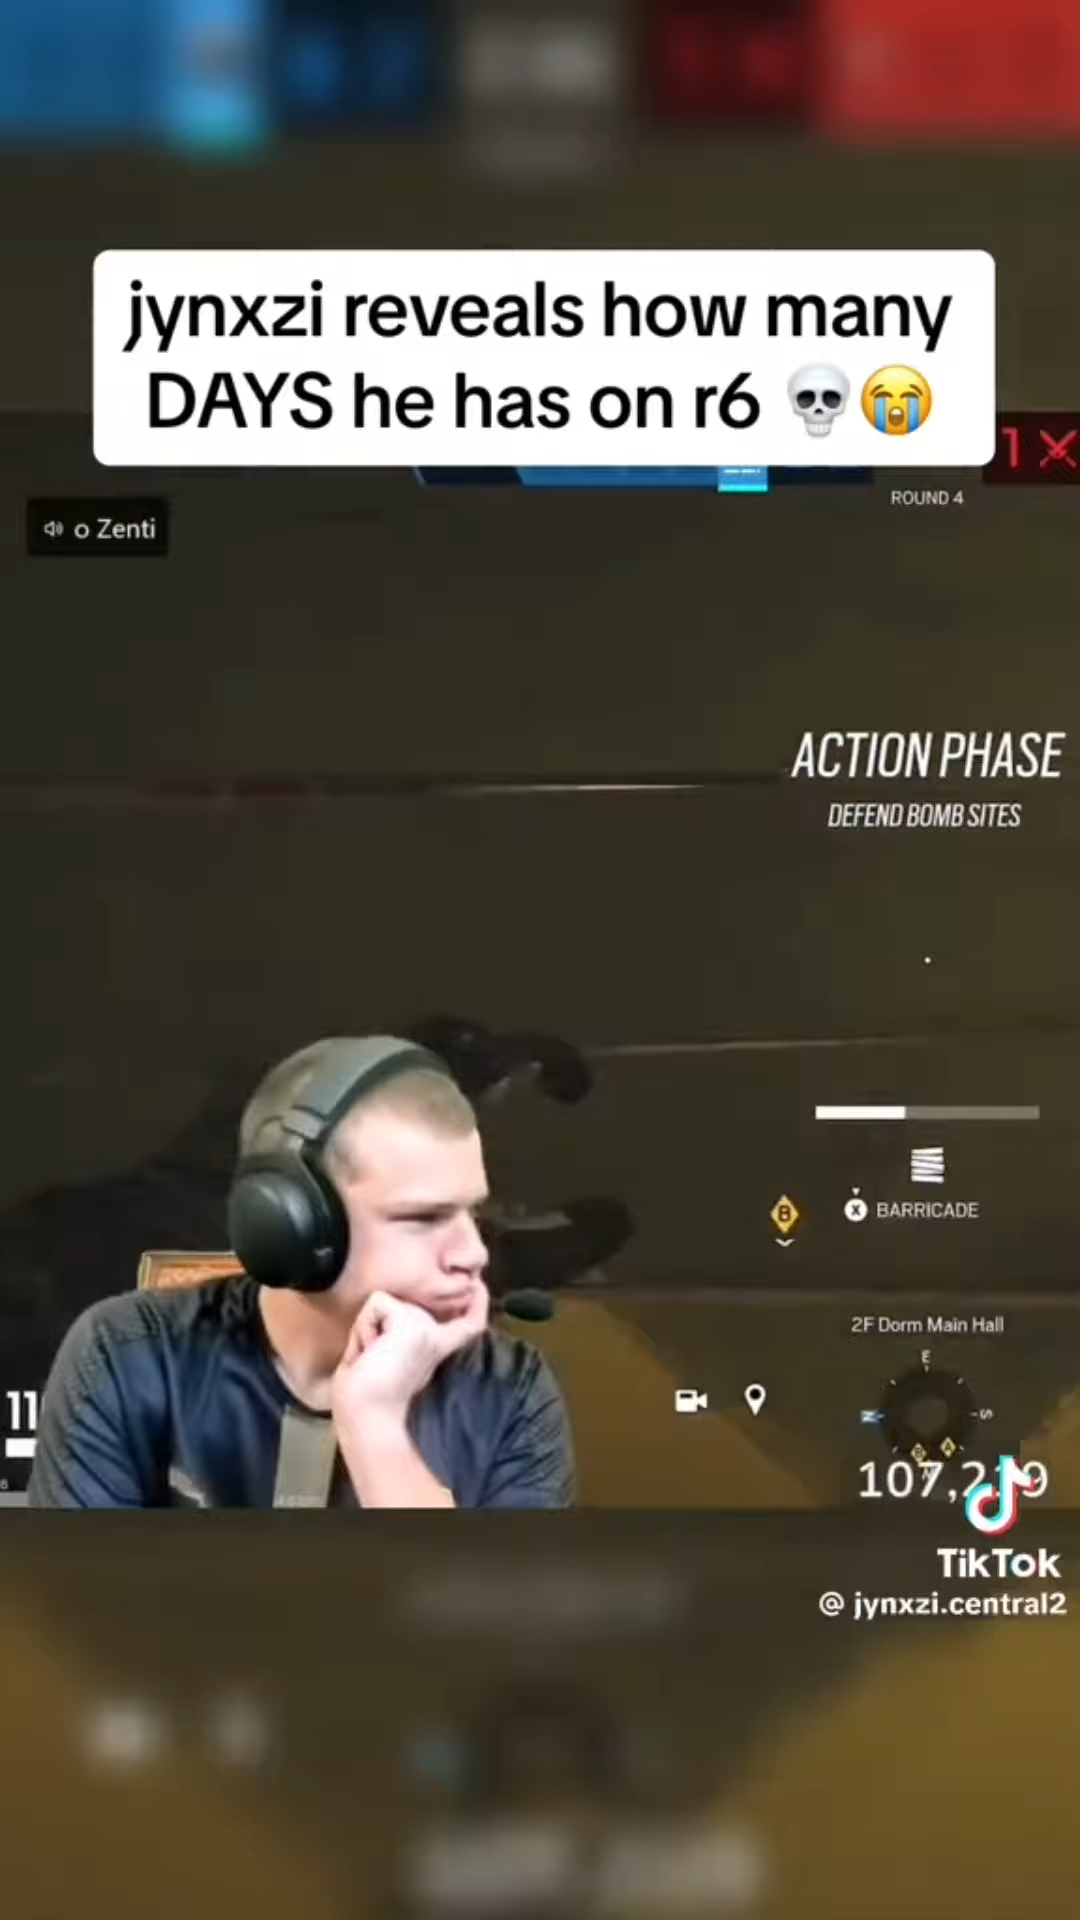 jynxzi reveals how many
DAYS he has on r6 💀😭
1
ROUND 4
o Zenti
ACTION PHASE
DEFEND BOMB SITES
B
X BARRICADE
2F Dorm Main Hall
E
S
B A
11
TikTok
@ jynxzi.central2